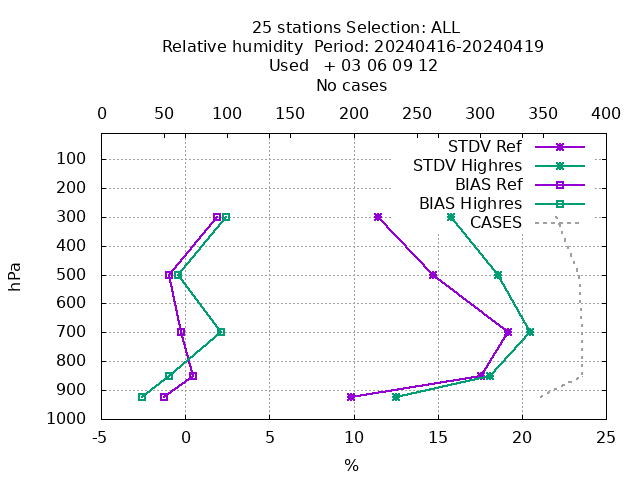 25 stations Selection: ALL
Relative humidity  Period: 20240416-20240419
Used   + 03 06 09 12
No cases
0 50 100 150 200 250 300 350 400
STDV Ref
STDV Highres
BIAS Ref
BIAS Highres
CASES
100
200
300
400
500
600
700
800
900
1000
hPa
-5 0 5 10 15 20 25
%